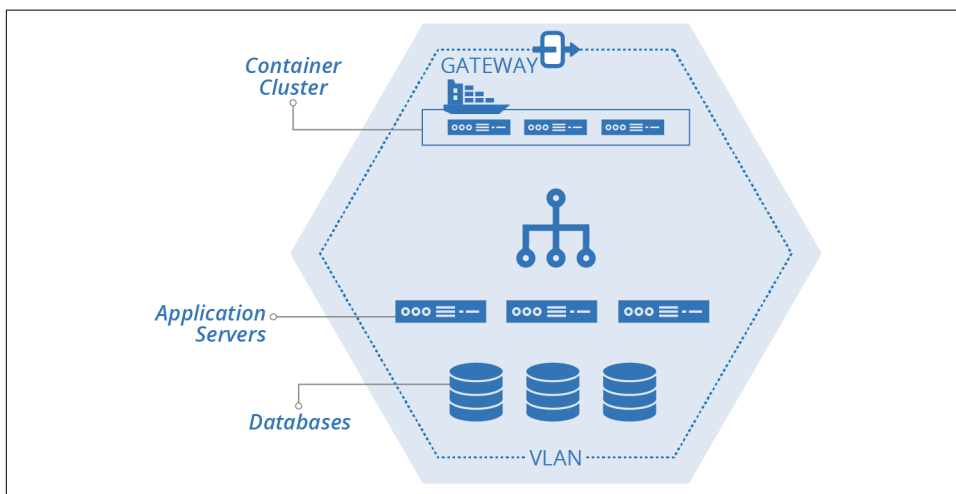 Container
Cluster
GATEWAY
Application
Servers
Databases
VLAN